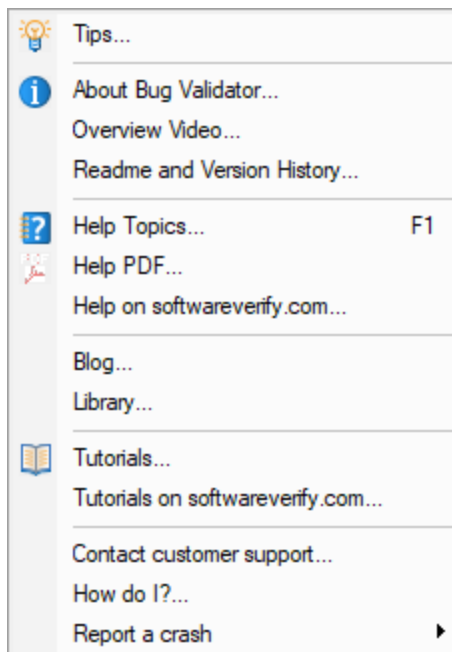 Tips...
About Bug Validator...
Overview Video...
Readme and Version History...
Help Topics... F1
Help PDF...
Help on softwareverify.com...
Blog...
Library...
Tutorials...
Tutorials on softwareverify.com...
Contact customer support...
How do I?...
Report a crash